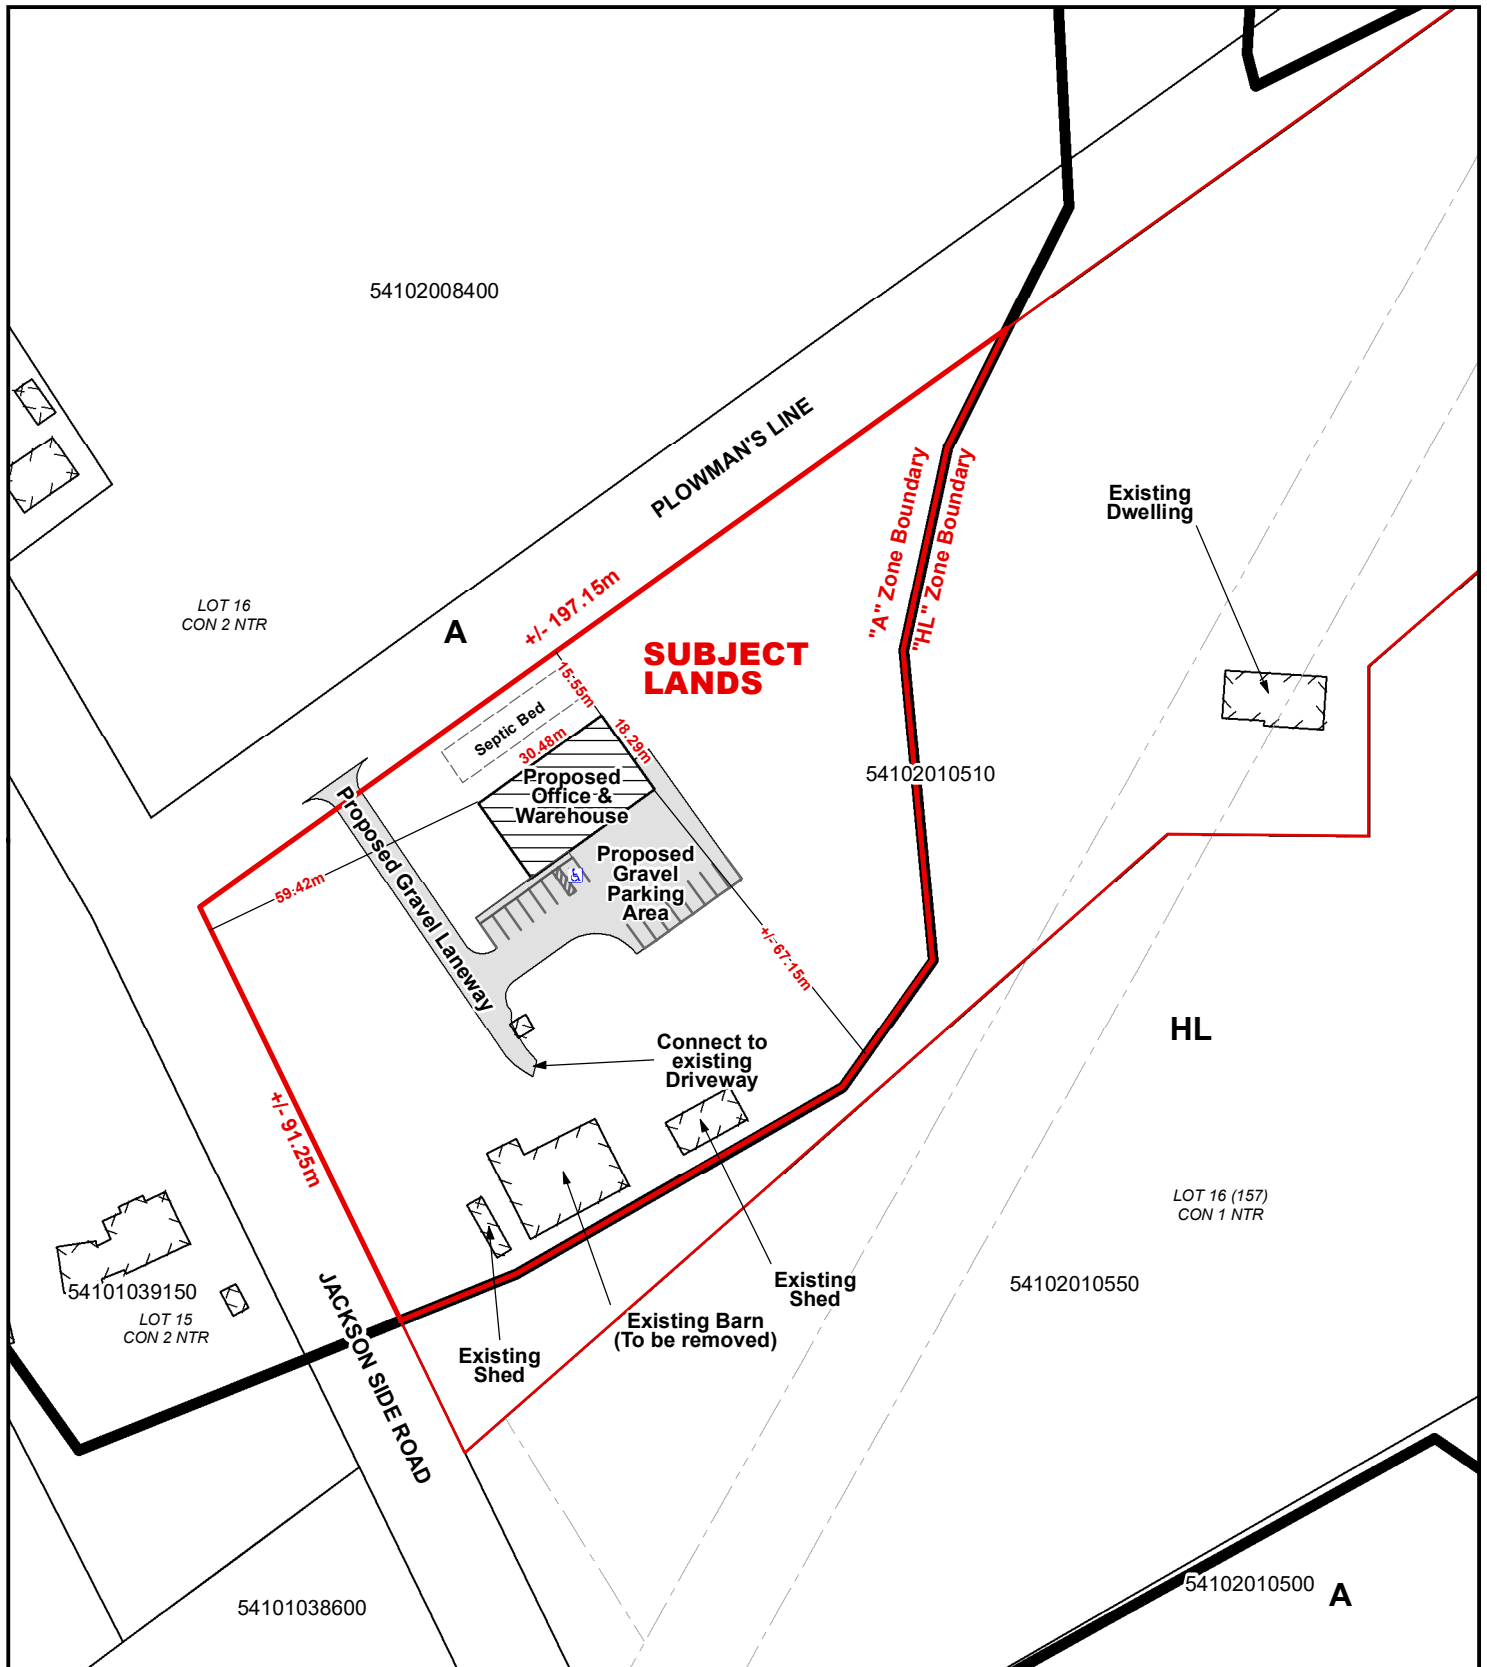 54102008400
PLOWMAN'S LINE
"A" Zone Boundary
"HL" Zone Boundary
Existing
Dwelling
LOT 16
CON 2 NTR
A
+/- 197.15m
SUBJECT
LANDS
15.55m
18.29m
Septic Bed
30.48m
Proposed
Office &
Warehouse
54102010510
Proposed Gravel Laneway
59.42m
Proposed
Gravel
Parking
Area
+/- 67.15m
HL
Connect to
existing
Driveway
+/- 91.25m
LOT 16 (157)
CON 1 NTR
54101039150
LOT 15
CON 2 NTR
JACKSON SIDE ROAD
Existing
Shed
54102010550
Existing Barn
(To be removed)
Existing
Shed
54101038600
54102010500
A